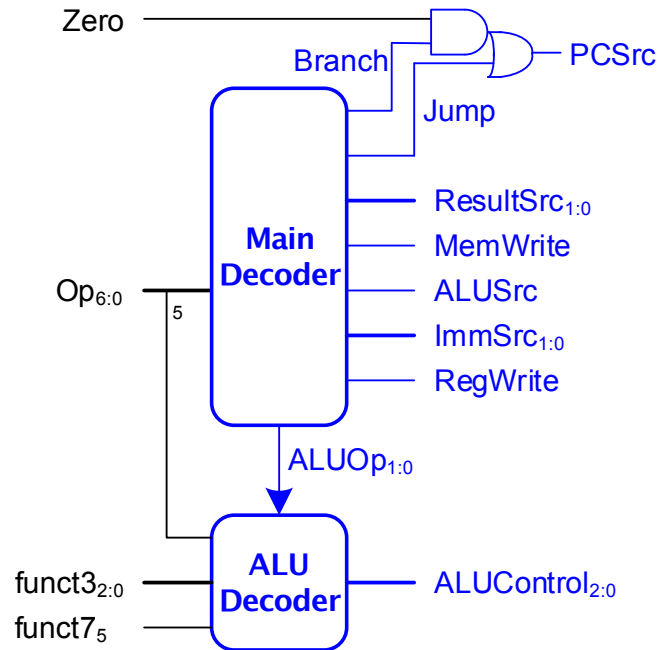 Zero
PCSrc
Branch
Jump
Main
Decoder
ResultSrc1:0
MemWrite
ALUSrc
ImmSrc1:0
RegWrite
Op6:0
5
ALUOp1:0
ALU
Decoder
funct32:0
funct75
ALUControl2:0